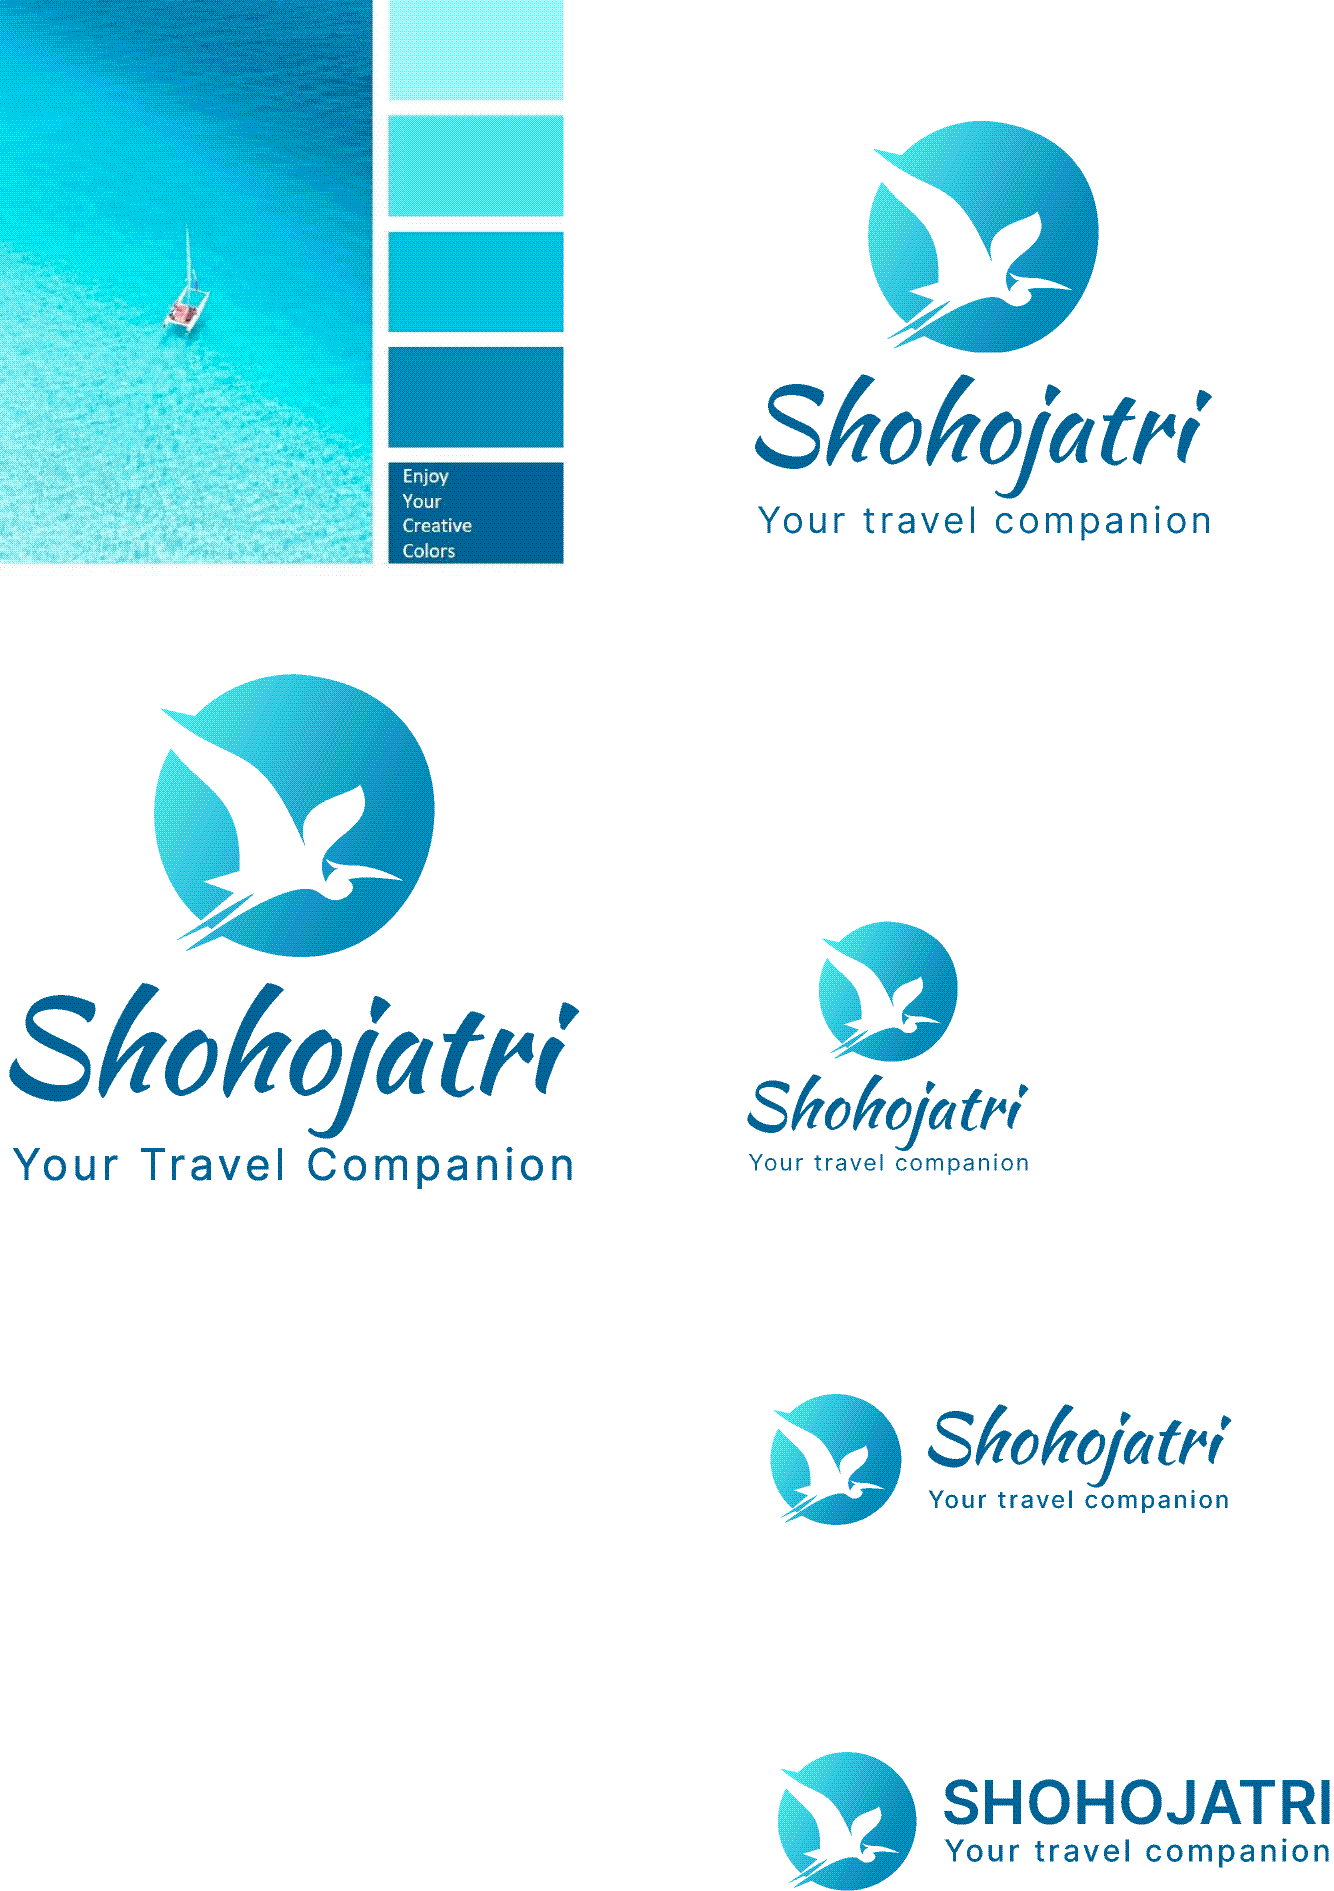 Enjoy
Your
Creative
Colors
Shohojatri
Your travel companion
Shohojatri
Your Travel Companion
Shohojatri
Your travel companion
Shohojatri
Your travel companion
SHOHOJATRI
Your travel companion